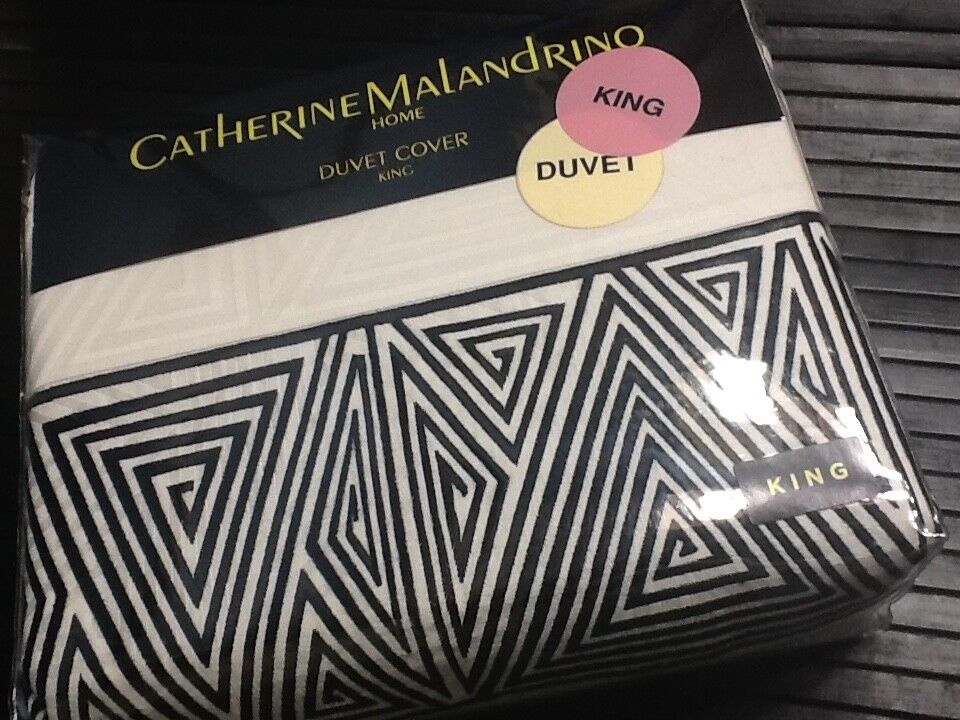 CATHERINE MALANDRINO
HOME
DUVET COVER
KING
KING
DUVET
KING